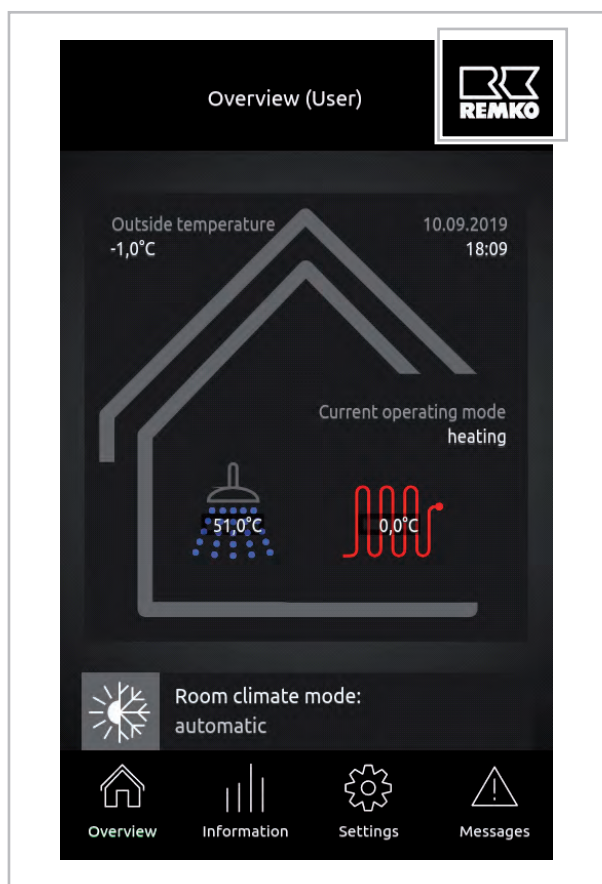 Overview (User)
REMKO
Outside temperature
-1,0°C
10.09.2019
18:09
Current operating mode
heating
51,0°C
0,0°C
Room climate mode:
automatic
Overview
Information
Settings
Messages